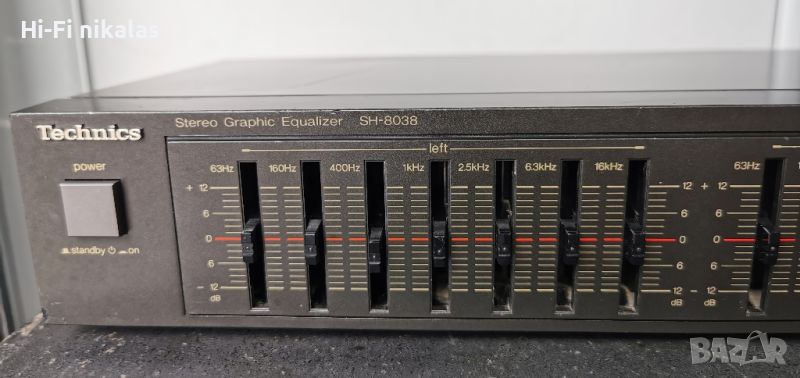 Hi-Fi nikalas
Technics
Stereo Graphic Equalizer SH-8038
left
power
63Hz 160Hz 400Hz 1kHz 2.5kHz 6.3kHz 16kHz 63Hz
+ 12 12 + 12
6 6 6
0 0 0
6 6 6
- 12 12 - 12
dB dB dB
standby on
BAZAR